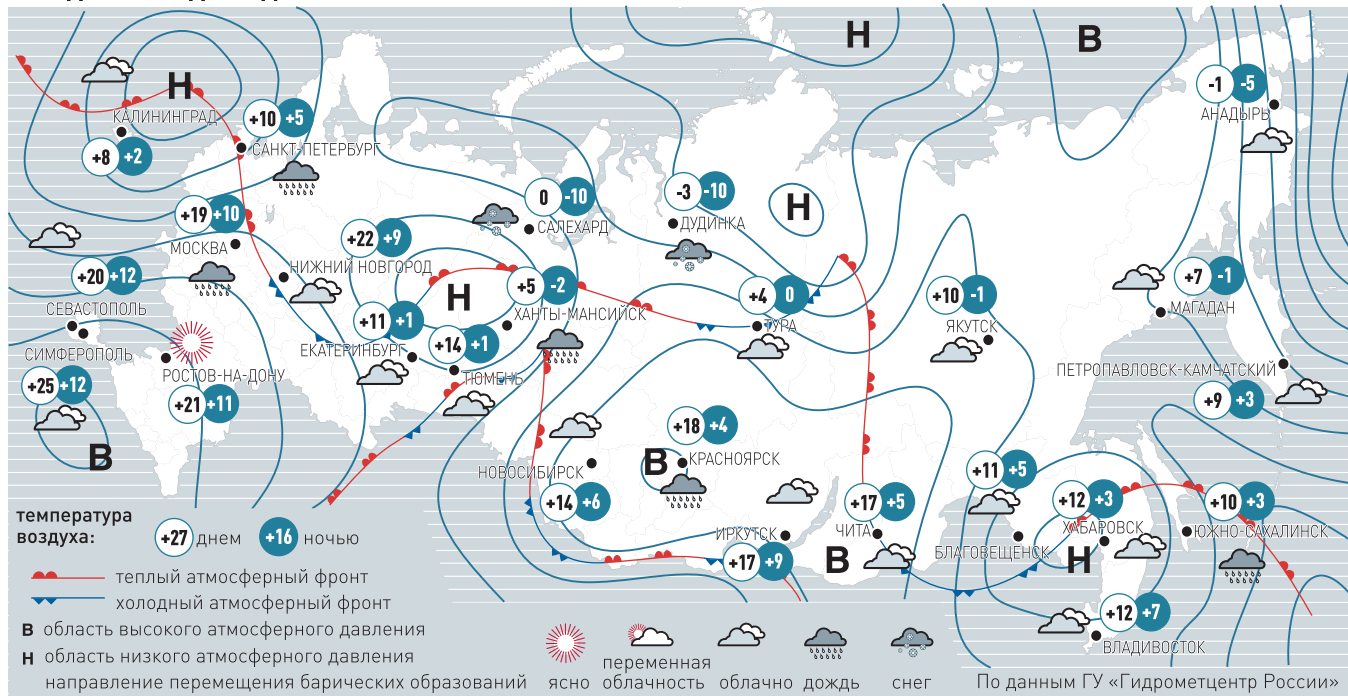 Н
Н
В
-1 -5
АНАДЫРЬ
КАЛИНИНГРАД
+10 +5
САНКТ-ПЕТЕРБУРГ
+8 +2
0 -10
САЛЕХАРД
-3 -10
ДУДИНКА
Н
+19 +10
МОСКВА
+22 +9
НИЖНИЙ НОВГОРОД
+20 +12
СЕВАСТОПОЛЬ
Н
+5 -2
ХАНТЫ-МАНСИЙСК
+4 0
ТУРА
+10 -1
ЯКУТСК
+7 -1
МАГАДАН
+11 +1
ЕКАТЕРИНБУРГ
+14 +1
ТЮМЕНЬ
СИМФЕРОПОЛЬ
+25 +12
РОСТОВ-НА-ДОНУ
+21 +11
ПЕТРОПАВЛОВСК-КАМЧАТСКИЙ
+9 +3
В
+18 +4
В
КРАСНОЯРСК
НОВОСИБИРСК
+14 +6
+11 +5
БЛАГОВЕЩЕНСК
+12 +3
ХАБАРОВСК
Н
+10 +3
ЮЖНО-САХАЛИНСК
+17 +5
ЧИТА
ИРКУТСК
+17 +9
В
+12 +7
ВЛАДИВОСТОК
температура
воздуха:
+27 днем
+16 ночью
теплый атмосферный фронт
холодный атмосферный фронт
В область высокого атмосферного давления
Н область низкого атмосферного давления
направление перемещения барических образований
ясно
переменная
облачность
облачно
дождь
снег
По данным ГУ «Гидрометцентр России»